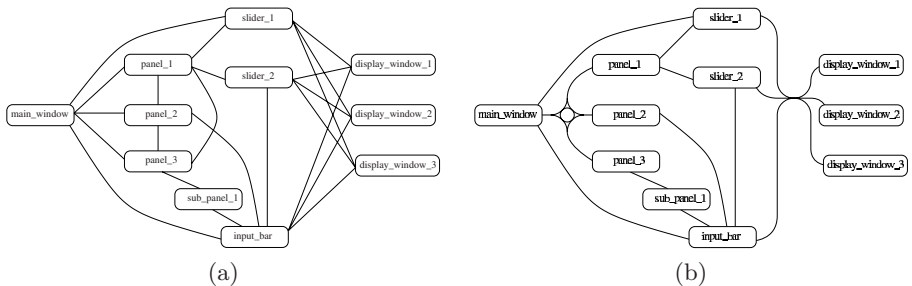 slider_1
panel_1
slider_2
display_window_1
main_window
panel_2
display_window_2
panel_3
display_window_3
sub_panel_1
input_bar
(a)
slider_1
panel_1
slider_2
display_window_1
main_window
panel_2
display_window_2
panel_3
display_window_3
sub_panel_1
input_bar
(b)